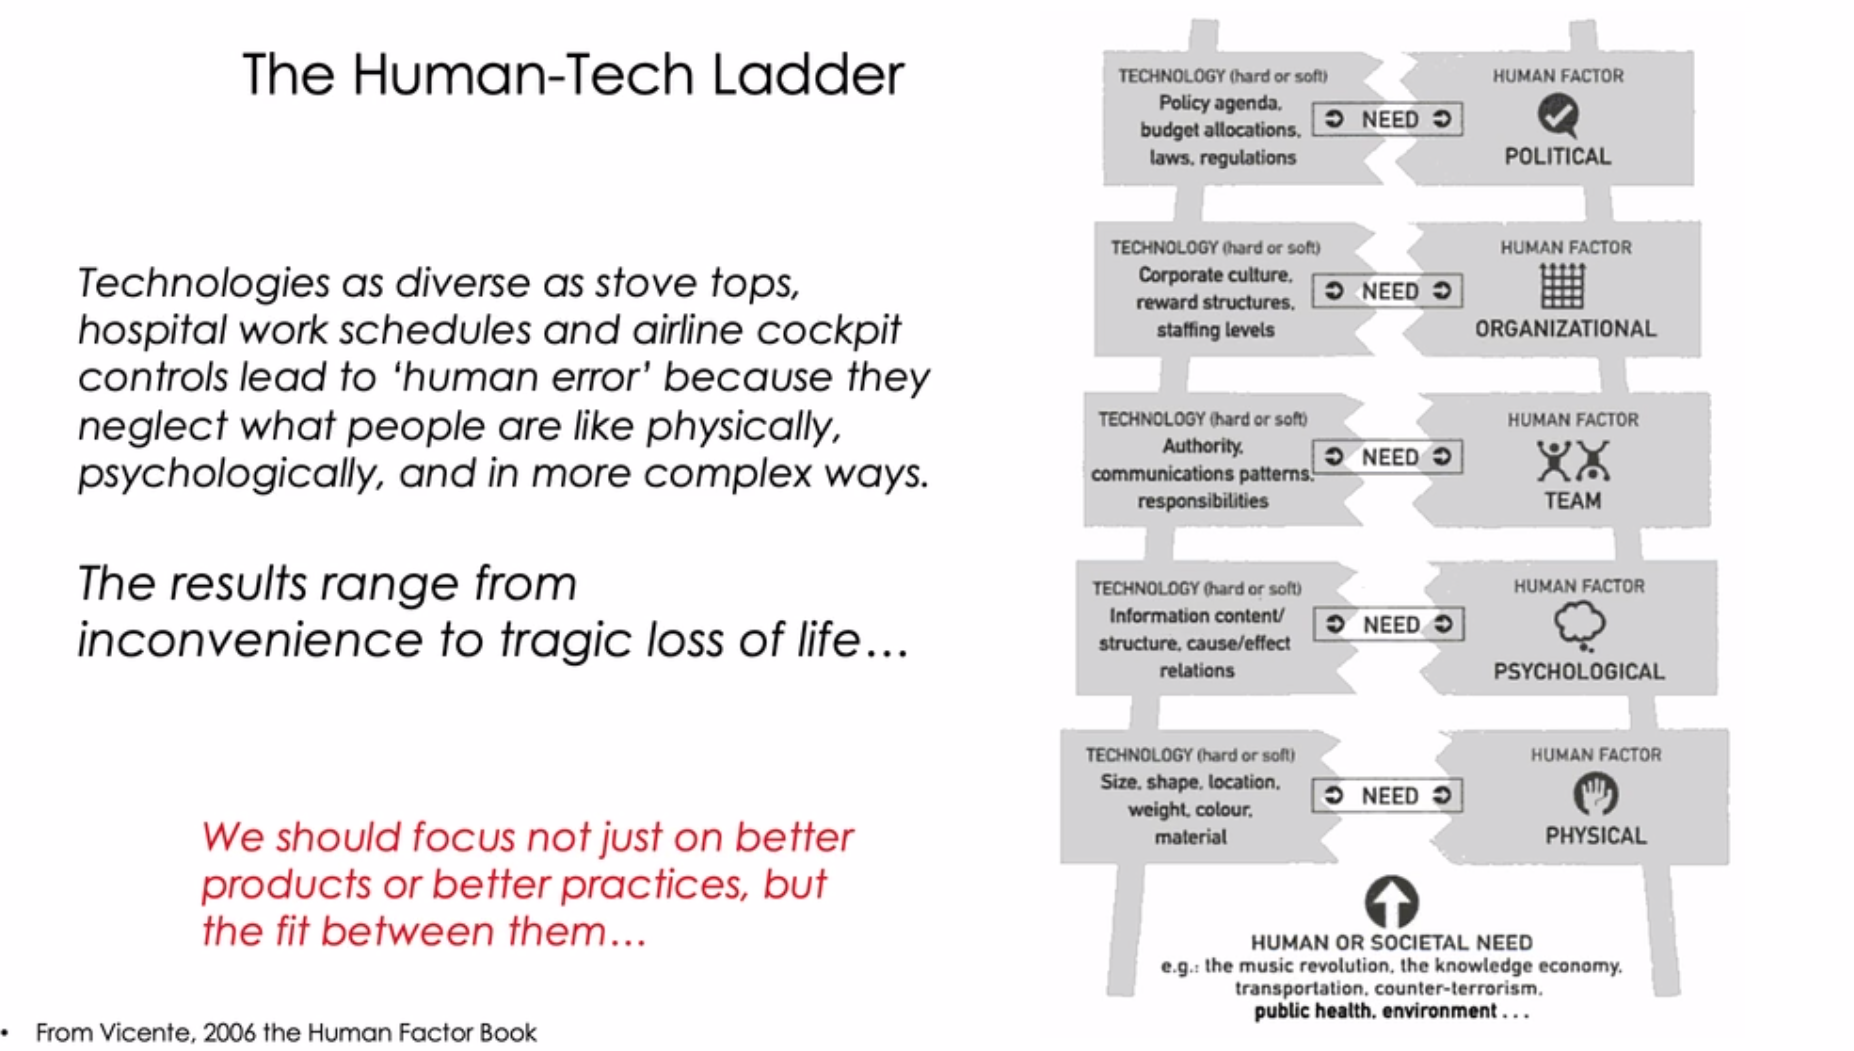 The Human-Tech Ladder
Technologies as diverse as stove tops,
hospital work schedules and airline cockpit
controls lead to ‘human error’ because they
neglect what people are like physically,
psychologically, and in more complex ways.
The results range from
inconvenience to tragic loss of life...
We should focus not just on better
products or better practices, but
the fit between them...
• From Vicente, 2006 the Human Factor Book
TECHNOLOGY (hard or soft)
Policy agenda,
budget allocations,
laws, regulations
NEED
HUMAN FACTOR
POLITICAL
TECHNOLOGY (hard or soft)
Corporate culture,
reward structures,
staffing levels
NEED
HUMAN FACTOR
ORGANIZATIONAL
TECHNOLOGY (hard or soft)
Authority,
communications patterns,
responsibilities
NEED
HUMAN FACTOR
TEAM
TECHNOLOGY (hard or soft)
Information content/
structure, cause/effect
relations
NEED
HUMAN FACTOR
PSYCHOLOGICAL
TECHNOLOGY (hard or soft)
Size, shape, location,
weight, colour,
material
NEED
HUMAN FACTOR
PHYSICAL
HUMAN OR SOCIETAL NEED
e.g.: the music revolution, the knowledge economy,
transportation, counter-terrorism,
public health, environment . . .